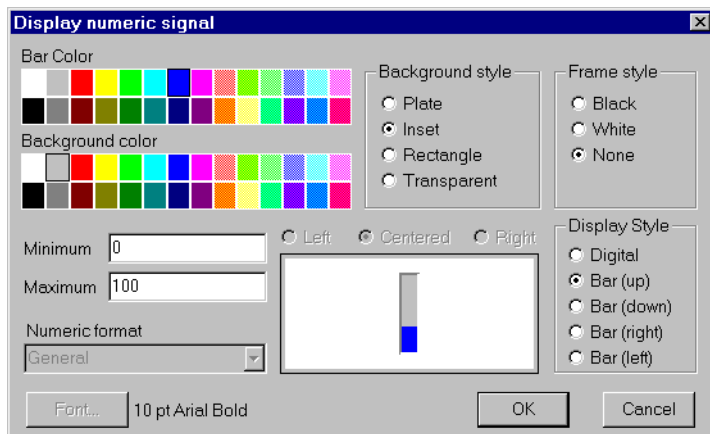 Display numeric signal
Bar Color
Background color
Background style
Plate
Inset
Rectangle
Transparent
Frame style
Black
White
None
Minimum 0
Maximum 100
Numeric format
General
Left Centered Right
Display Style
Digital
Bar (up)
Bar (down)
Bar (right)
Bar (left)
Font... 10 pt Arial Bold
OK Cancel